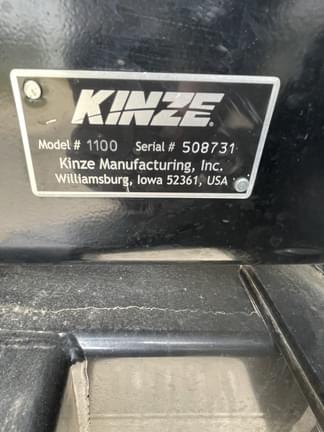 KINZE®
Model # 1100 Serial # 508731
Kinze Manufacturing, Inc.
Williamsburg, Iowa 52361, USA